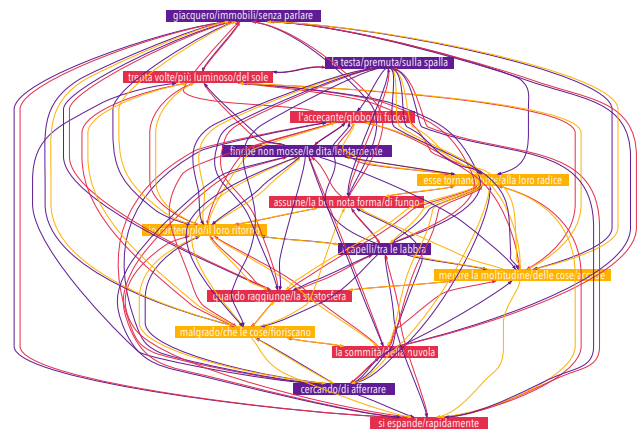 giacquero/immobili/senza parlare
la testa/premuta/sulla spalla
trenta volte/più luminoso/del sole
l'accecante/globo/di fuoco
finché non mosse/le dita/lentamente
esse tornano/tutte/alla loro radice
assume/la ben nota forma/di fungo
io contemplo/il loro ritorno
i capelli/tra le labbra
mentre la moltitudine/delle cose/accade
quando raggiunge/la stratosfera
malgrado/che le cose/fioriscano
la sommità/della nuvola
cercando/di afferrare
si espande/rapidamente